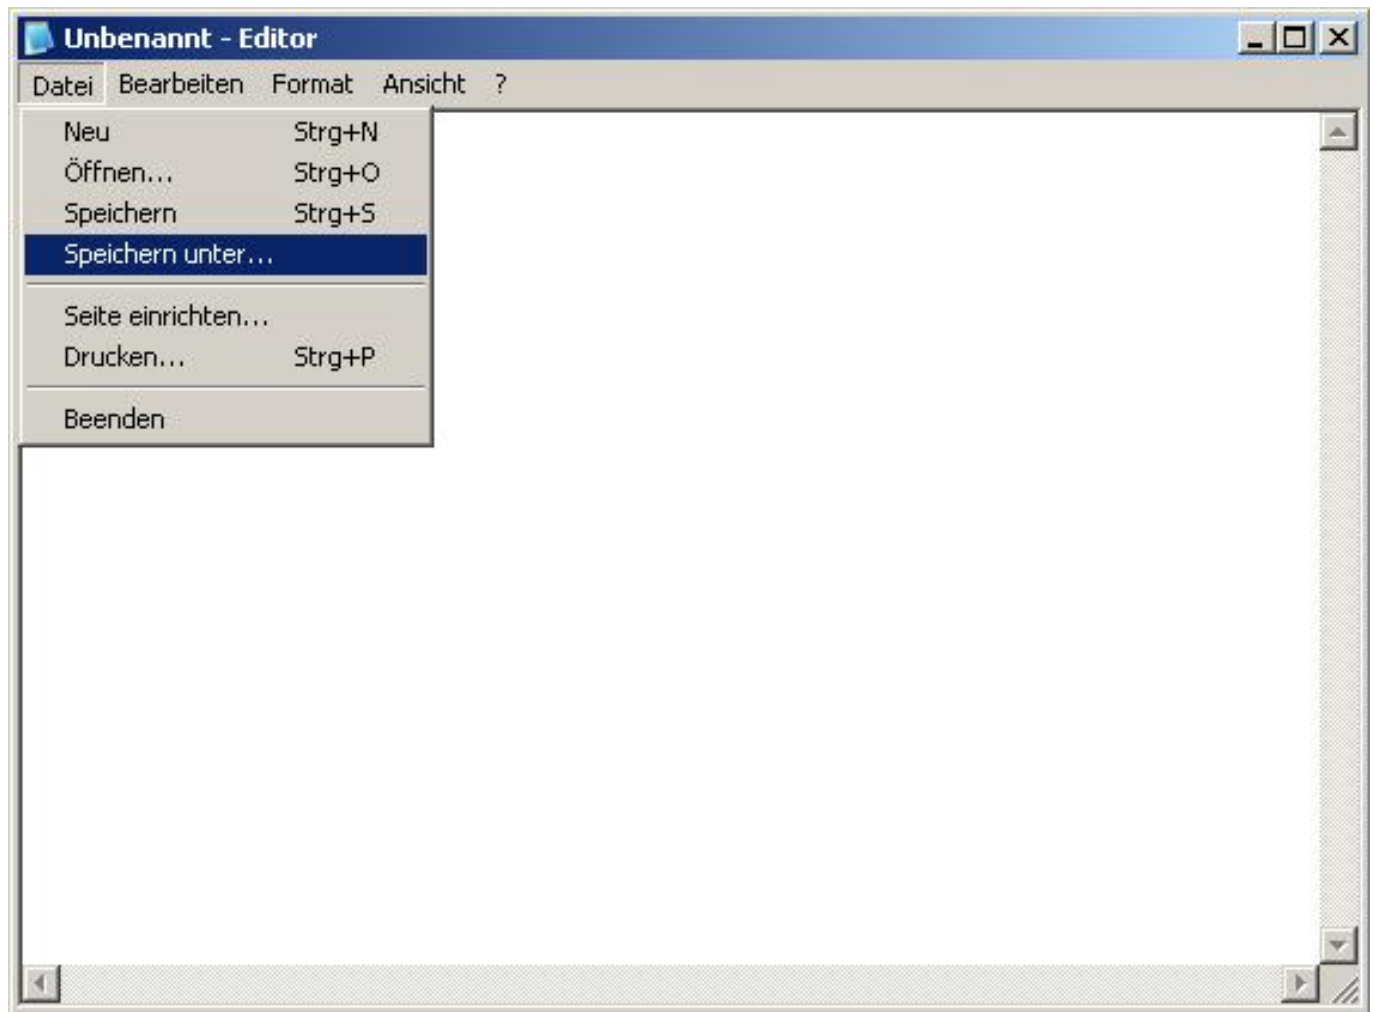 Unbenannt - Editor
Datei Bearbeiten Format Ansicht ?
Neu Strg+N
Öffnen... Strg+O
Speichern Strg+S
Speichern unter...
Seite einrichten...
Drucken... Strg+P
Beenden